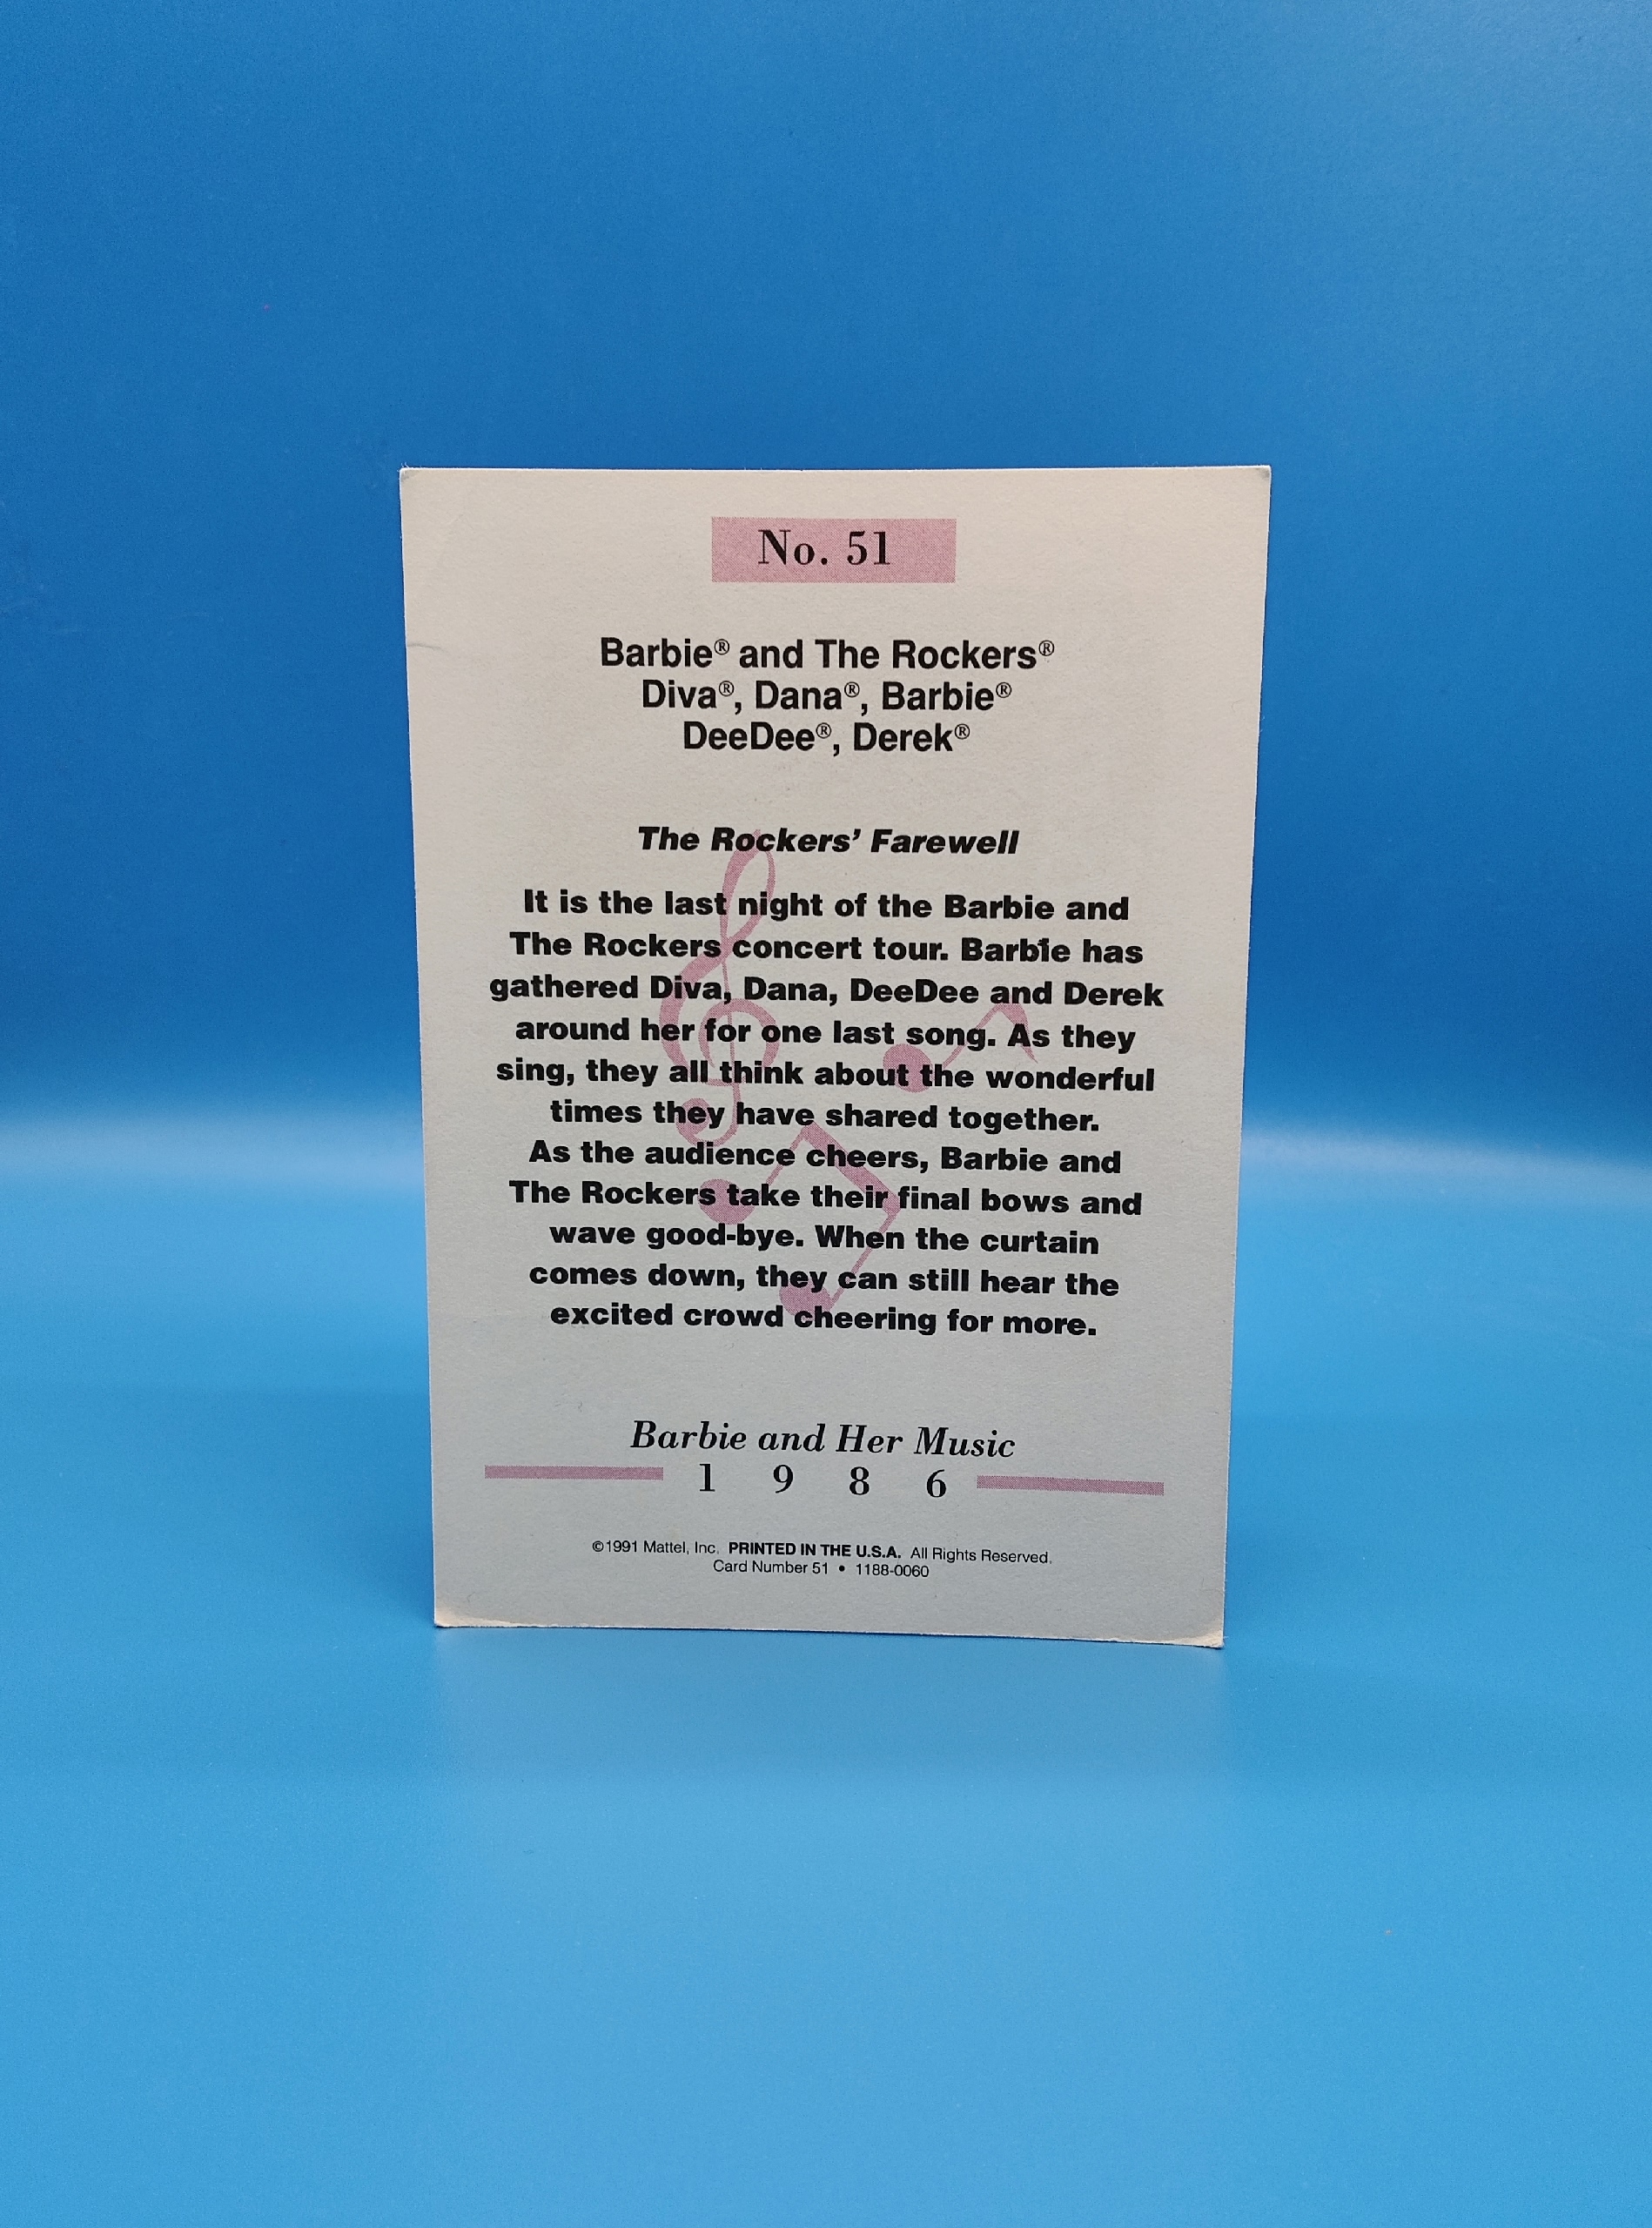 No. 51
Barbie® and The Rockers®
Diva®, Dana®, Barbie®
DeeDee®, Derek®
The Rockers’ Farewell
It is the last night of the Barbie and
The Rockers concert tour. Barbie has
gathered Diva, Dana, DeeDee and Derek
around her for one last song. As they
sing, they all think about the wonderful
times they have shared together.
As the audience cheers, Barbie and
The Rockers take their final bows and
wave good-bye. When the curtain
comes down, they can still hear the
excited crowd cheering for more.
Barbie and Her Music
1 9 8 6
©1991 Mattel, Inc. PRINTED IN THE U.S.A. All Rights Reserved.
Card Number 51 • 1188-0060